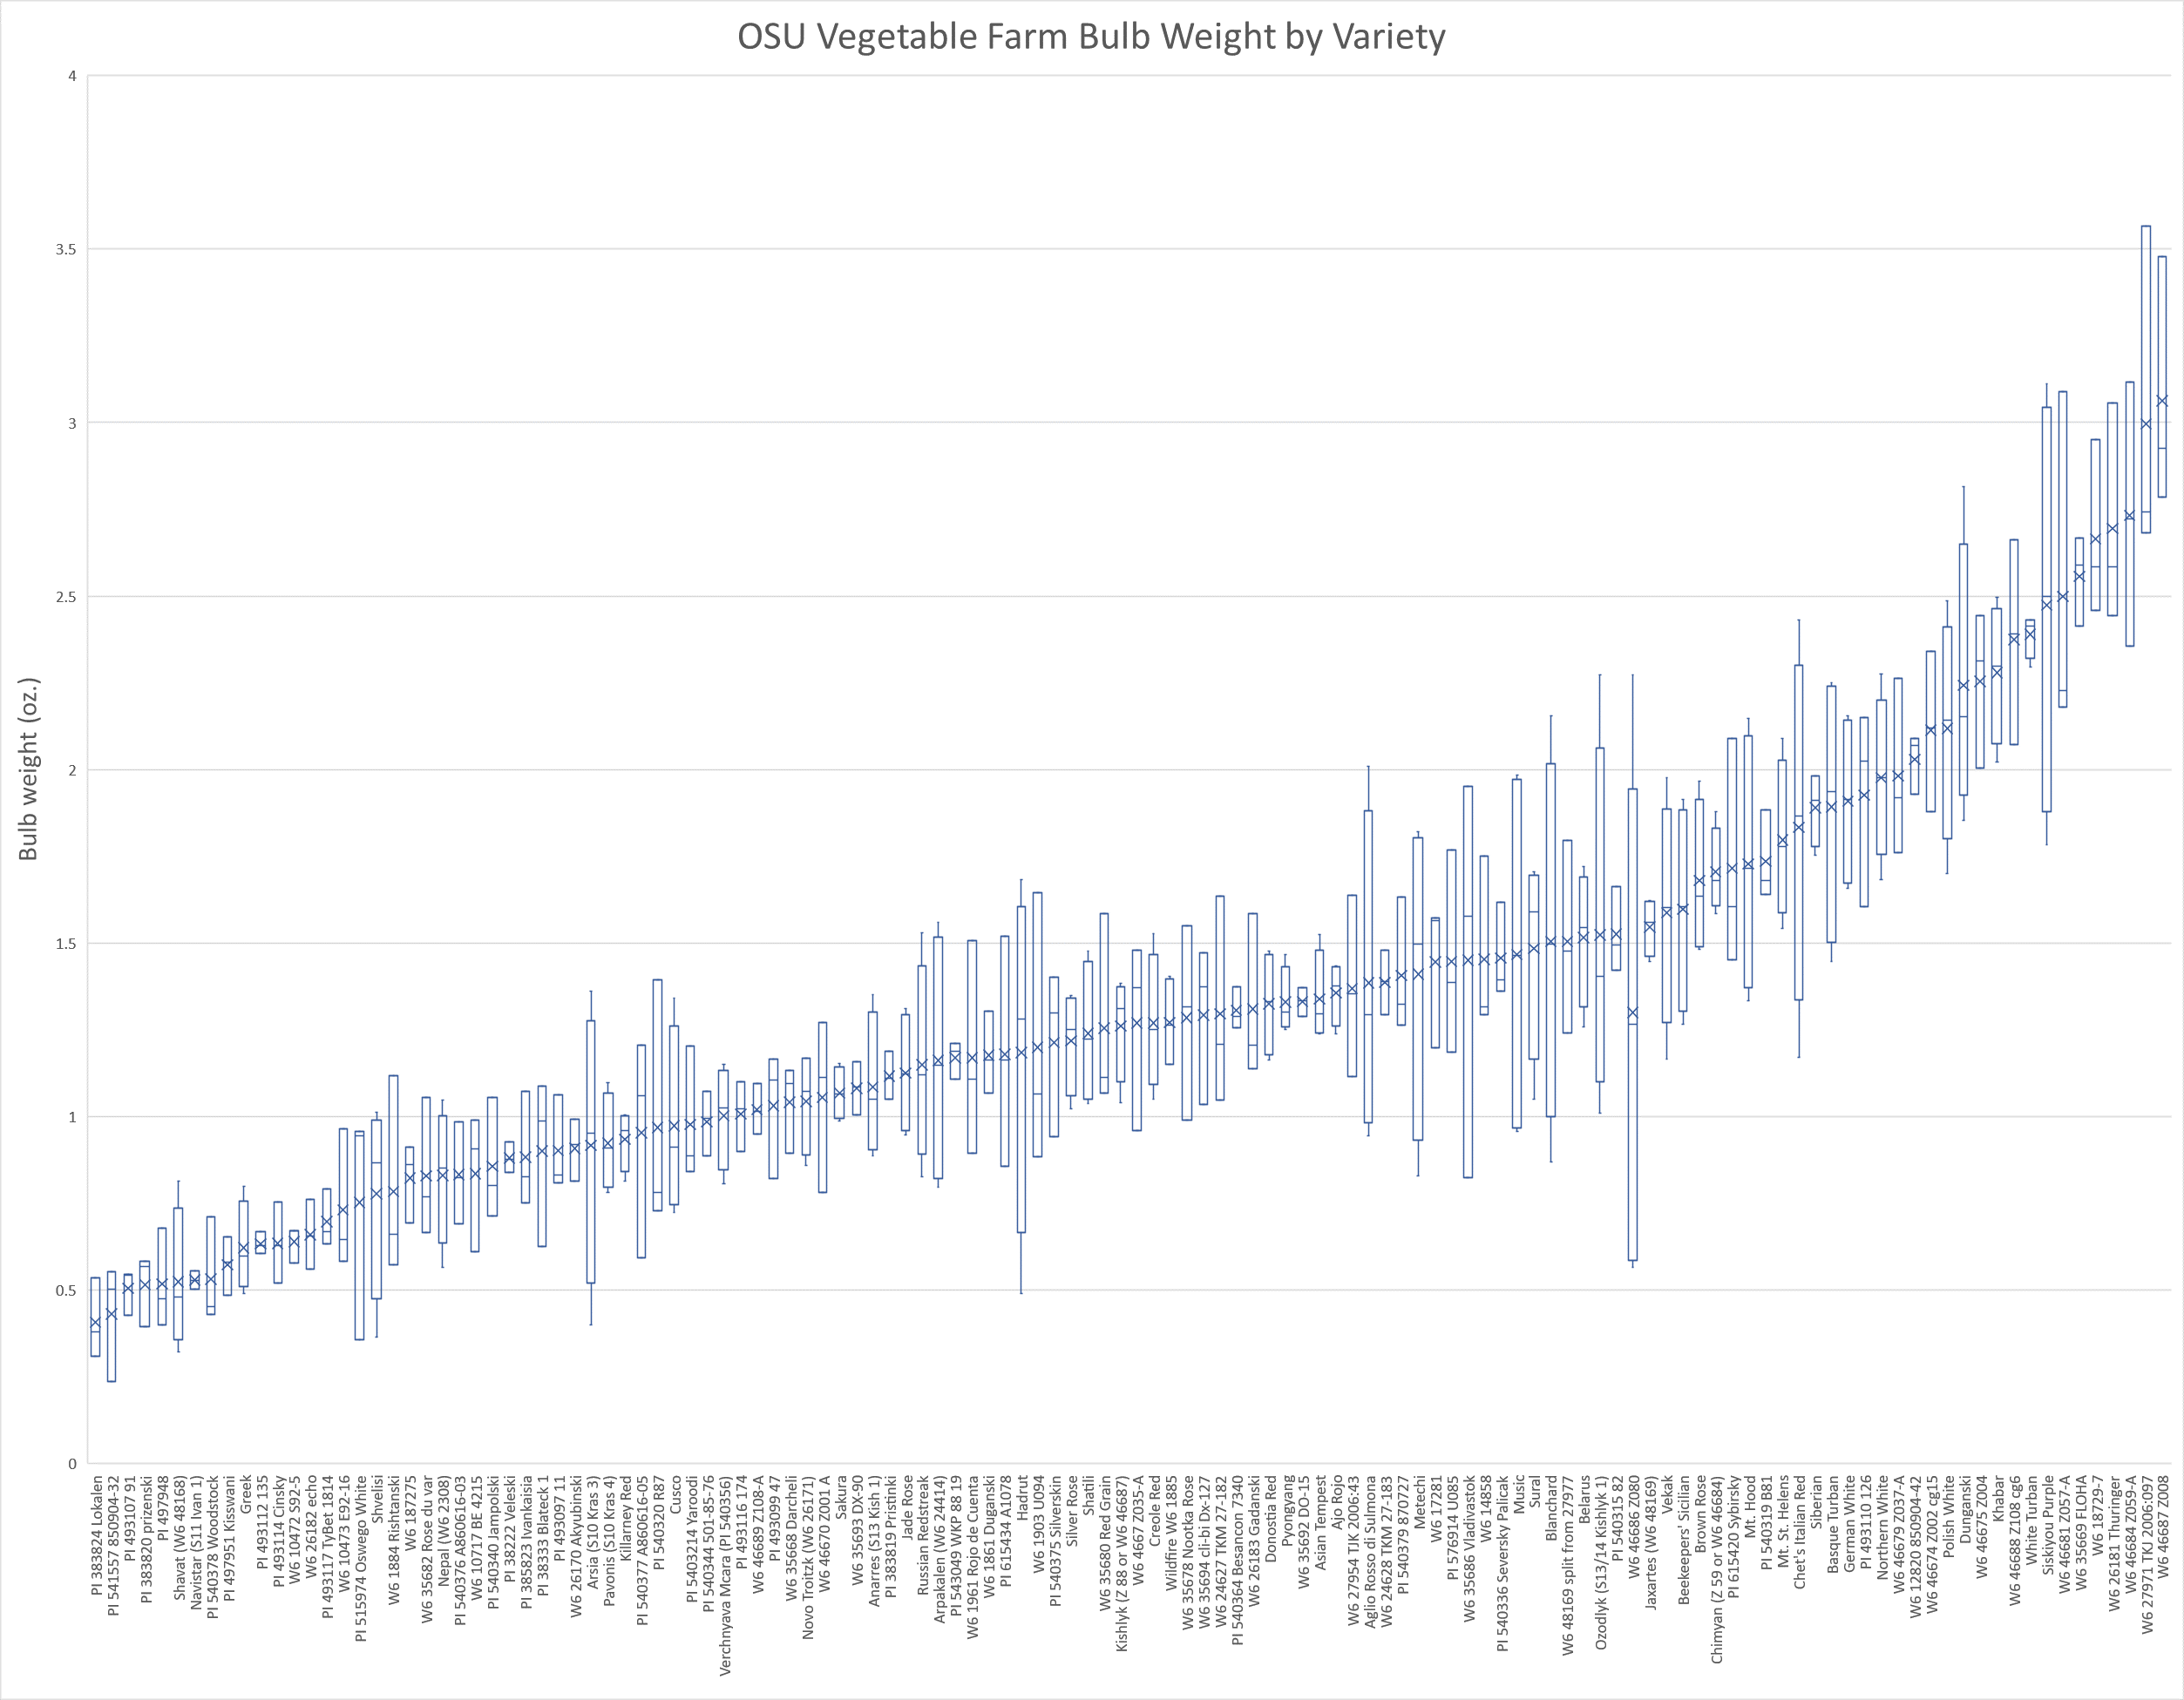 OSU Vegetable Farm Bulb Weight by Variety
4
3.5
3
2.5
2
1.5
1
0.5
0
Bulb weight (oz.)
PI 383824 Lokalen
PI 541557 850904-32
PI 493107 91
PI 383820 prizenski
PI 497948
Shavat (W6 48168)
Navistar (S11 Ivan 1)
PI 540378 Woodstock
PI 497951 Kisswani
Greek
PI 493112 135
PI 493114 Cinsky
W6 10472 S92-5
W6 26182 echo
PI 493117 TyBet 1814
W6 10473 E92-16
PI 515974 Oswego White
Shvelisi
W6 1884 Rishtanski
W6 187275
W6 35682 Rose du var
Nepal (W6 2308)
PI 540376 A860616-03
W6 10717 BE 4215
PI 540340 Jampolski
PI 38222 Veleski
PI 385823 Ivankaisia
PI 38333 Blateck 1
PI 493097 11
W6 26170 Akyubinski
Arsia (S10 Kras 3)
Pavonis (S10 Kras 4)
Killarney Red
PI 540377 A860616-05
PI 540320 R87
Cusco
PI 5403214 Yaroodi
PI 540344 501-85-76
Verchnyava Mcara (PI 540356)
PI 493116 174
W6 46689 Z108-A
PI 493099 47
W6 35668 Darcheli
Novo Troitzk (W6 26171)
W6 46670 Z001 A
Sakura
W6 35693 DX-90
Anarres (S13 Kish 1)
PI 383819 Pristinki
Jade Rose
Russian Redstreak
Arpakalen (W6 24414)
PI 543049 WKP 88 19
W6 1961 Rojo de Cuenta
W6 1861 Duganski
PI 615434 A1078
Hadrut
W6 1903 U094
PI 540375 Silverskin
Silver Rose
Shatili
W6 35680 Red Grain
Kishlyk (Z 88 or W6 46687)
W6 46667 Z035-A
Creole Red
Wildfire W6 1885
W6 35678 Nootka Rose
W6 35694 cli-bi Dx-127
W6 24627 TKM 27-182
PI 540364 Besancon 7340
W6 26183 Gadanski
Donostia Red
Pyongyang
W6 35692 DO-15
Asian Tempest
Ajo Rojo
W6 27954 TJK 2006:43
Aglio Rosso di Sulmona
W6 24628 TKM 27-183
PI 540379 870727
Metechi
W6 17281
PI 576914 U085
W6 35686 Vladivastok
W6 14858
PI 540336 Seversky Palicak
Music
Sural
Blanchard
W6 48169 split from 27977
Belarus
Ozodlyk (S13/14 Kishlyk 1)
PI 540315 82
W6 46686 Z080
Jaxartes (W6 48169)
Vekak
Beekeepers' Sicilian
Brown Rose
Chimyan (Z 59 or W6 46684)
PI 615420 Sybirsky
Mt. Hood
PI 540319 B81
Mt. St. Helens
Chet's Italian Red
Siberian
Basque Turban
German White
PI 493110 126
Northern White
W6 46679 Z037-A
W6 12820 850904-42
W6 46674 Z002 cg15
Polish White
Dunganski
W6 46675 Z004
Khabar
W6 46688 Z108 cg6
White Turban
Siskiyou Purple
W6 46681 Z057-A
W6 35669 FLOHA
W6 18729-7
W6 26181 Thuringer
W6 46684 Z059-A
W6 27971 TKJ 2006:097
W6 46687 Z008